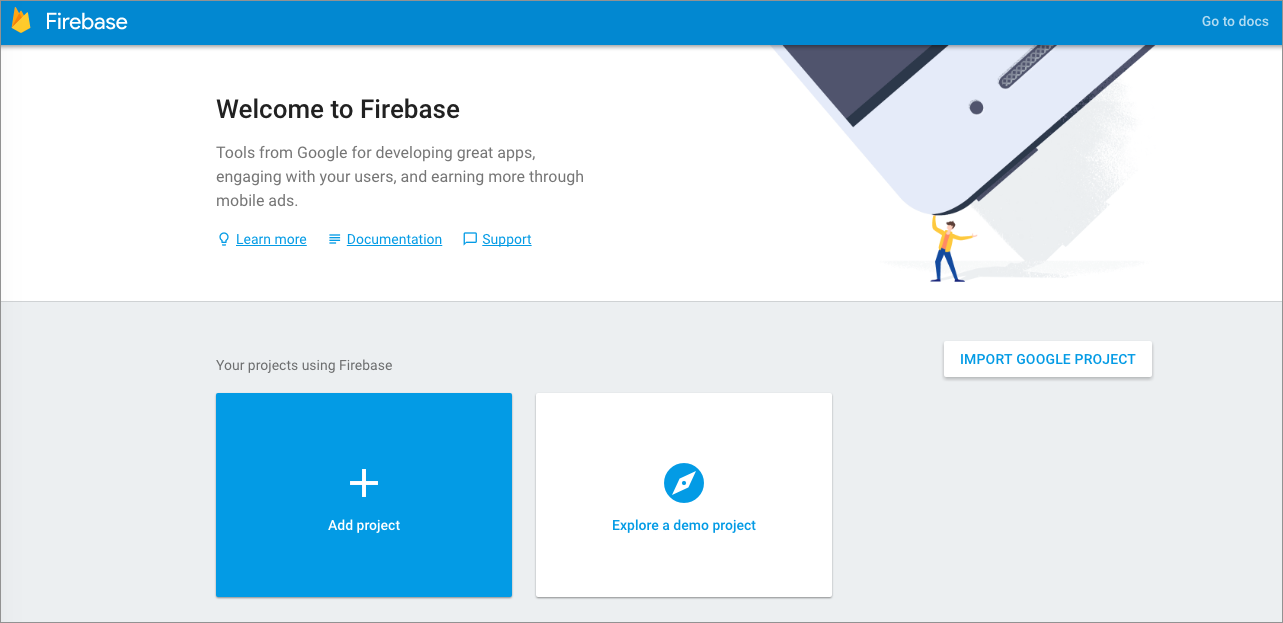 Firebase
Go to docs
Welcome to Firebase
Tools from Google for developing great apps,
engaging with your users, and earning more through
mobile ads.
Learn more Documentation Support
Your projects using Firebase
IMPORT GOOGLE PROJECT
Add project
Explore a demo project